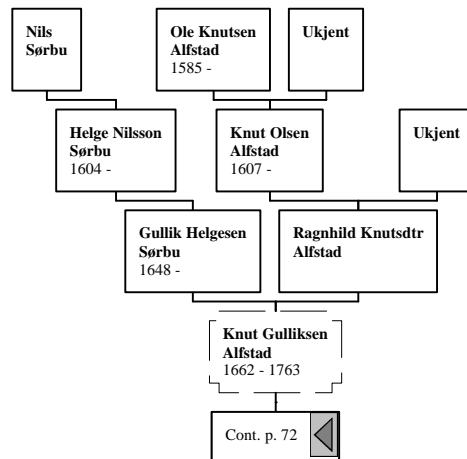 Nils
Sørbu
Ole Knutsen
Alfstad
1585 -
Ukjent
Helge Nilsson
Sørbu
1604 -
Knut Olsen
Alfstad
1607 -
Ukjent
Gullik Helgesen
Sørbu
1648 -
Ragnhild Knutsdtr
Alfstad
Knut Gulliksen
Alfstad
1662 - 1763
Cont. p. 72